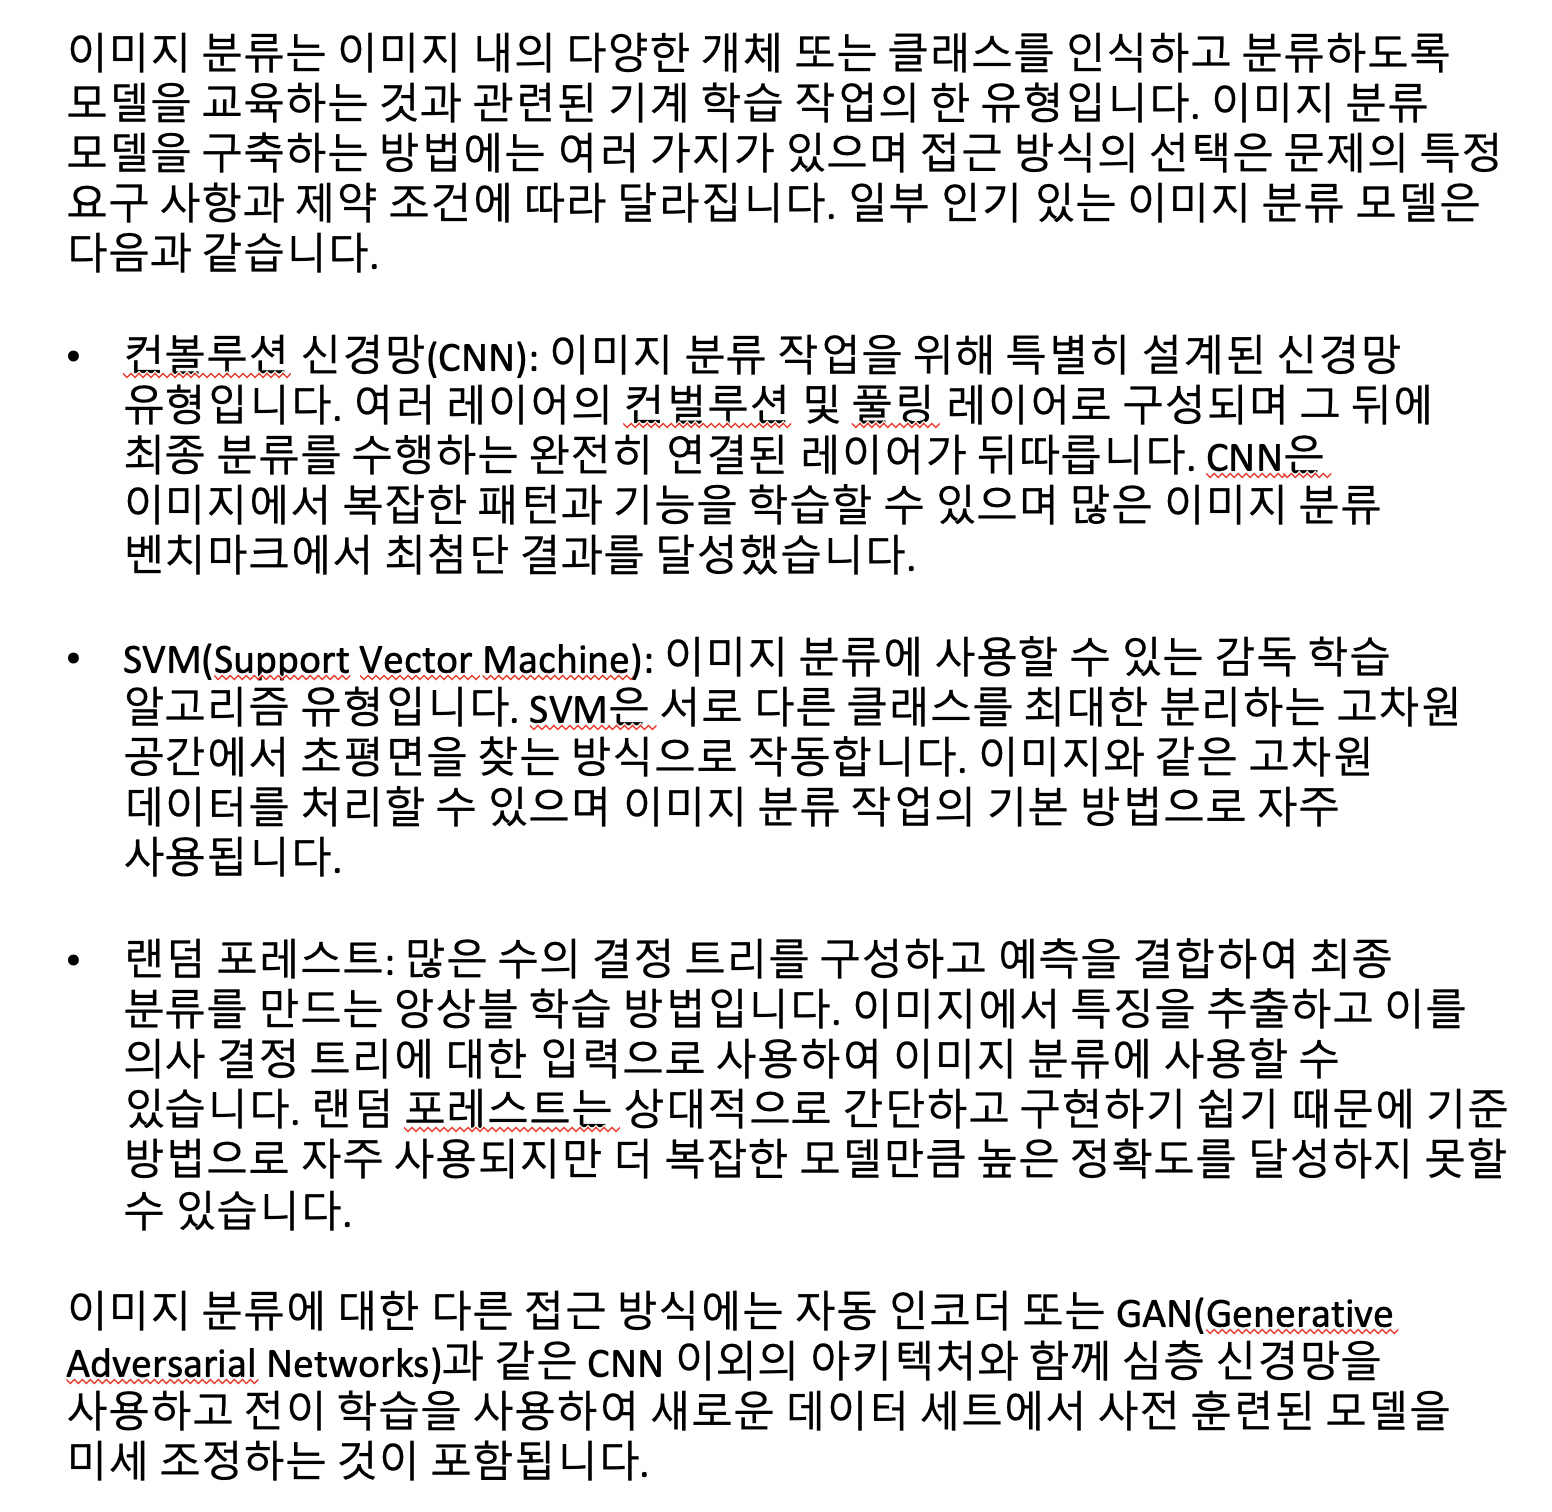 이미지 분류는 이미지 내의 다양한 개체 또는 클래스를 인식하고 분류하도록
모델을 교육하는 것과 관련된 기계 학습 작업의 한 유형입니다. 이미지 분류
모델을 구축하는 방법에는 여러 가지가 있으며 접근 방식의 선택은 문제의 특정
요구 사항과 제약 조건에 따라 달라집니다. 일부 인기 있는 이미지 분류 모델은
다음과 같습니다.
• 컨볼루션 신경망(CNN): 이미지 분류 작업을 위해 특별히 설계된 신경망
유형입니다. 여러 레이어의 컨벌루션 및 풀링 레이어로 구성되며 그 뒤에
최종 분류를 수행하는 완전히 연결된 레이어가 뒤따릅니다. CNN은
이미지에서 복잡한 패턴과 기능을 학습할 수 있으며 많은 이미지 분류
벤치마크에서 최첨단 결과를 달성했습니다.
• SVM(Support Vector Machine): 이미지 분류에 사용할 수 있는 감독 학습
알고리즘 유형입니다. SVM은 서로 다른 클래스를 최대한 분리하는 고차원
공간에서 초평면을 찾는 방식으로 작동합니다. 이미지와 같은 고차원
데이터를 처리할 수 있으며 이미지 분류 작업의 기본 방법으로 자주
사용됩니다.
• 랜덤 포레스트: 많은 수의 결정 트리를 구성하고 예측을 결합하여 최종
분류를 만드는 앙상블 학습 방법입니다. 이미지에서 특징을 추출하고 이를
의사 결정 트리에 대한 입력으로 사용하여 이미지 분류에 사용할 수
있습니다. 랜덤 포레스트는 상대적으로 간단하고 구현하기 쉽기 때문에 기준
방법으로 자주 사용되지만 더 복잡한 모델만큼 높은 정확도를 달성하지 못할
수 있습니다.
이미지 분류에 대한 다른 접근 방식에는 자동 인코더 또는 GAN(Generative
Adversarial Networks)과 같은 CNN 이외의 아키텍처와 함께 심층 신경망을
사용하고 전이 학습을 사용하여 새로운 데이터 세트에서 사전 훈련된 모델을
미세 조정하는 것이 포함됩니다.